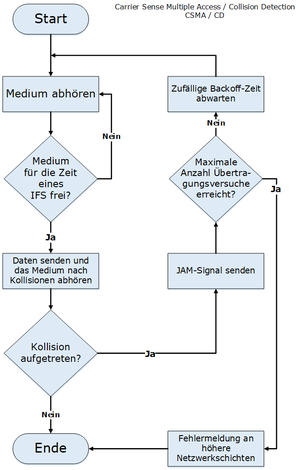 Carrier Sense Multiple Access / Collision Detection
CSMA / CD
Start
Medium abhören
Nein
Medium
für die Zeit
eines
IFS frei?
Ja
Daten senden und
das Medium nach
Kollisionen abhören
Kollision
aufgetreten?
Ja
Nein
Ende
Zufällige Backoff-Zeit
abwarten
Nein
Maximale
Anzahl Übertra-
gungsversuche
erreicht?
Ja
JAM-Signal senden
Fehlermeldung an
höhere
Netzwerkschichten